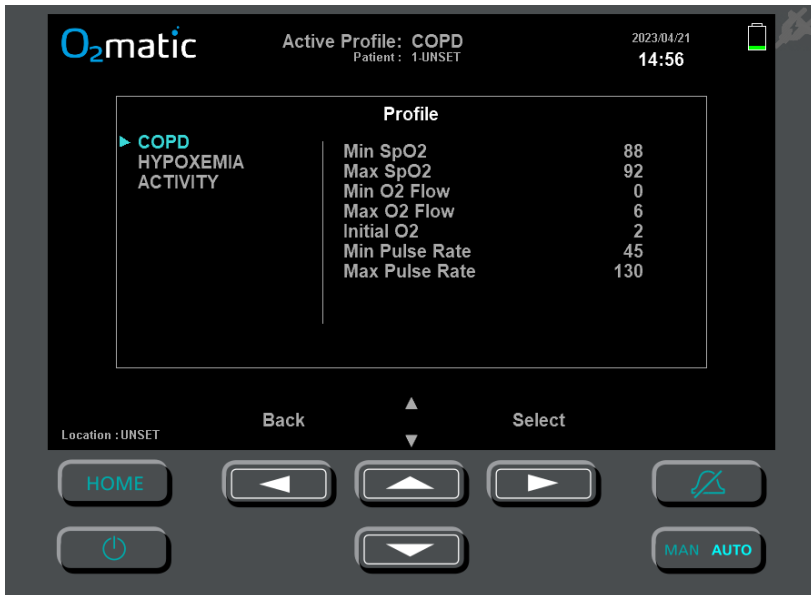 O2matic
Active Profile: COPD
Patient : 1-UNSET
2023/04/21
14:56
Profile
COPD
HYPOXEMIA
ACTIVITY
Min SpO2 88
Max SpO2 92
Min O2 Flow 0
Max O2 Flow 6
Initial O2 2
Min Pulse Rate 45
Max Pulse Rate 130
Back
Select
Location : UNSET
HOME
MAN AUTO